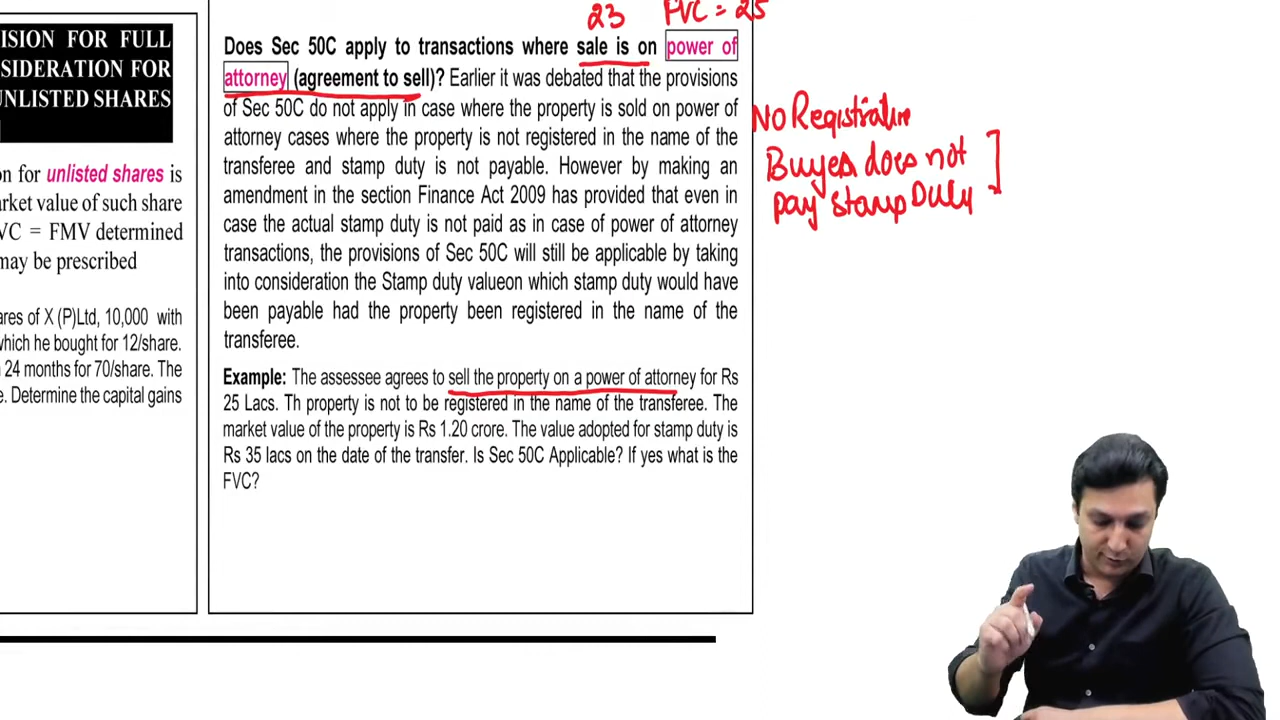 ISION FOR FULL
SIDERATION FOR
UNLISTED SHARES
on for unlisted shares is
arket value of such share
VC = FMV determined
may be prescribed
ares of X (P)Ltd, 10,000 with
which he bought for 12/share.
n 24 months for 70/share. The
e. Determine the capital gains
23 FVC = 25
Does Sec 50C apply to transactions where sale is on power of
attorney (agreement to sell)? Earlier it was debated that the provisions
of Sec 50C do not apply in case where the property is sold on power of
attorney cases where the property is not registered in the name of the
transferee and stamp duty is not payable. However by making an
amendment in the section Finance Act 2009 has provided that even in
case the actual stamp duty is not paid as in case of power of attorney
transactions, the provisions of Sec 50C will still be applicable by taking
into consideration the Stamp duty valueon which stamp duty would have
been payable had the property been registered in the name of the
transferee.
Example: The assessee agrees to sell the property on a power of attorney for Rs
25 Lacs. Th property is not to be registered in the name of the transferee. The
market value of the property is Rs 1.20 crore. The value adopted for stamp duty is
Rs 35 lacs on the date of the transfer. Is Sec 50C Applicable? If yes what is the
FVC?
NO Registration
Buyer does not
pay stamp Duty